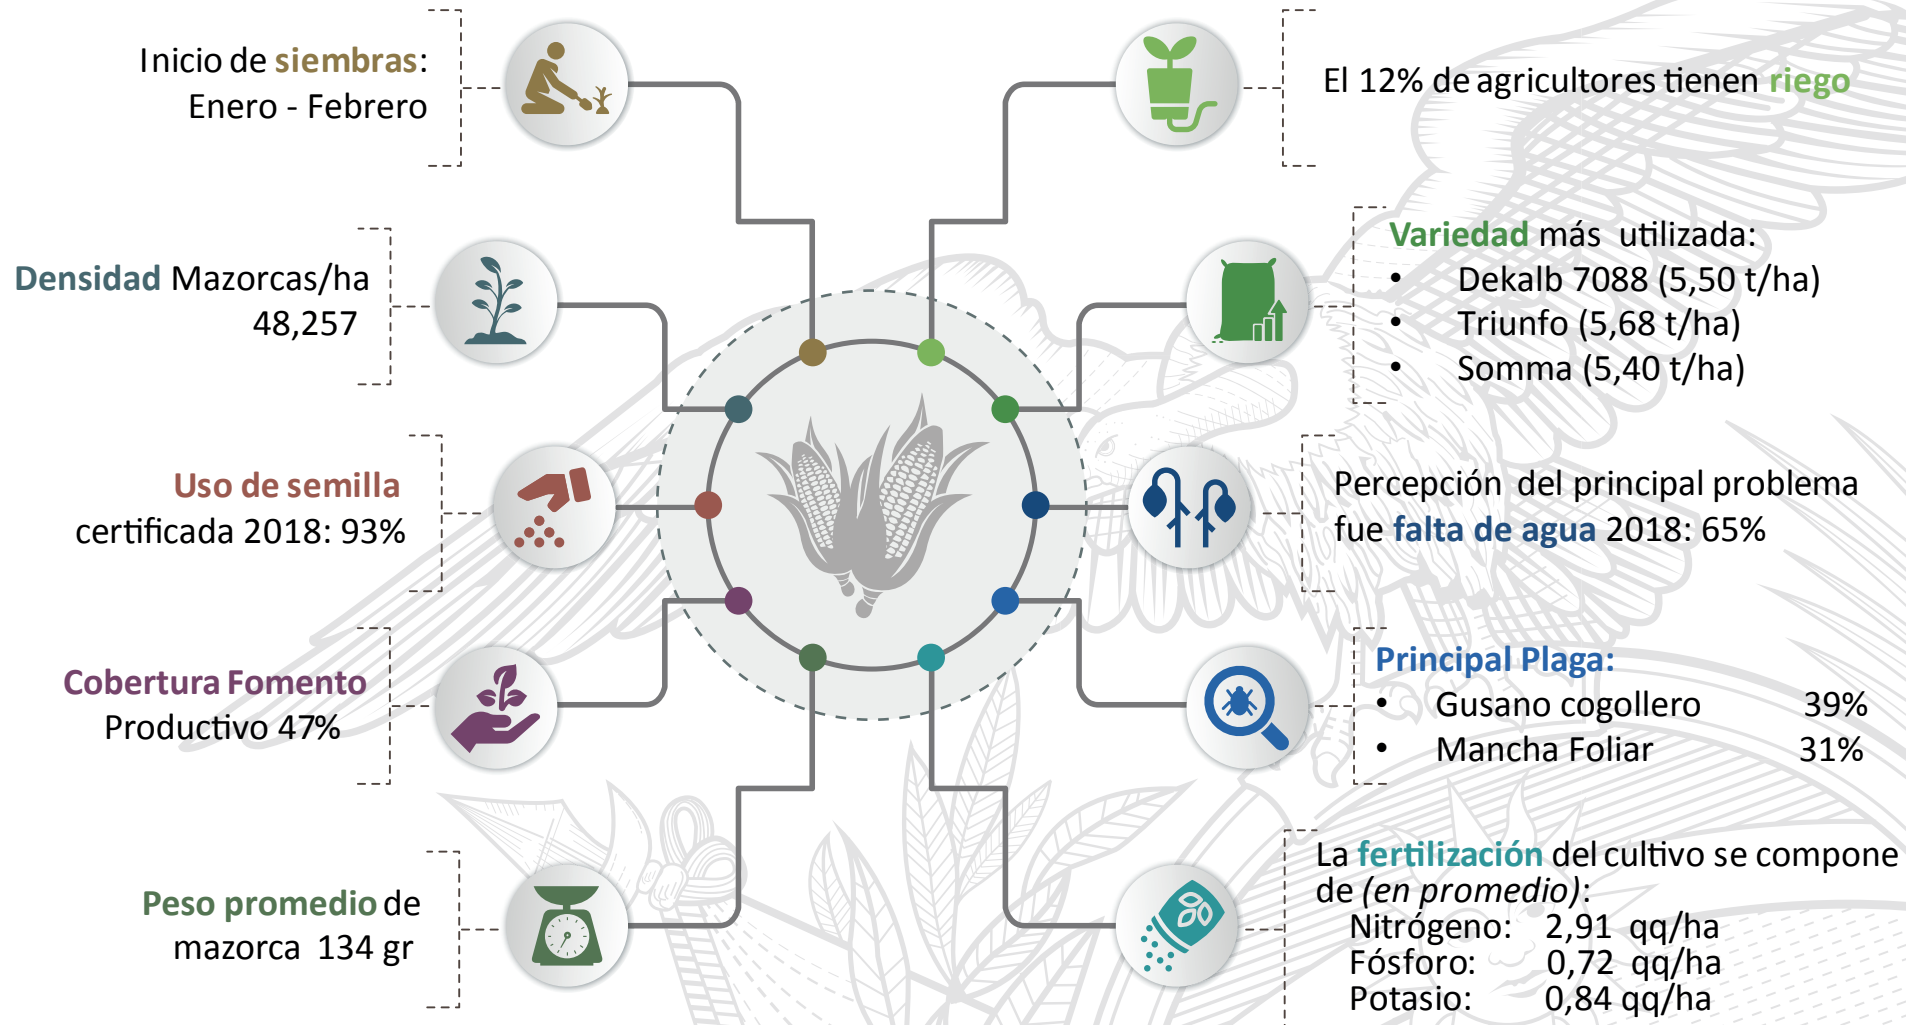 Inicio de siembras:
Enero - Febrero
Densidad Mazorcas/ha
48,257
Uso de semilla
certificada 2018: 93%
Cobertura Fomento
Productivo 47%
Peso promedio de
mazorca 134 gr
El 12% de agricultores tienen riego
Variedad más utilizada:
• Dekalb 7088 (5,50 t/ha)
• Triunfo (5,68 t/ha)
• Somma (5,40 t/ha)
Percepción del principal problema
fue falta de agua 2018: 65%
Principal Plaga:
• Gusano cogollero 39%
• Mancha Foliar 31%
La fertilización del cultivo se compone
de (en promedio):
Nitrógeno: 2,91 qq/ha
Fósforo: 0,72 qq/ha
Potasio: 0,84 qq/ha